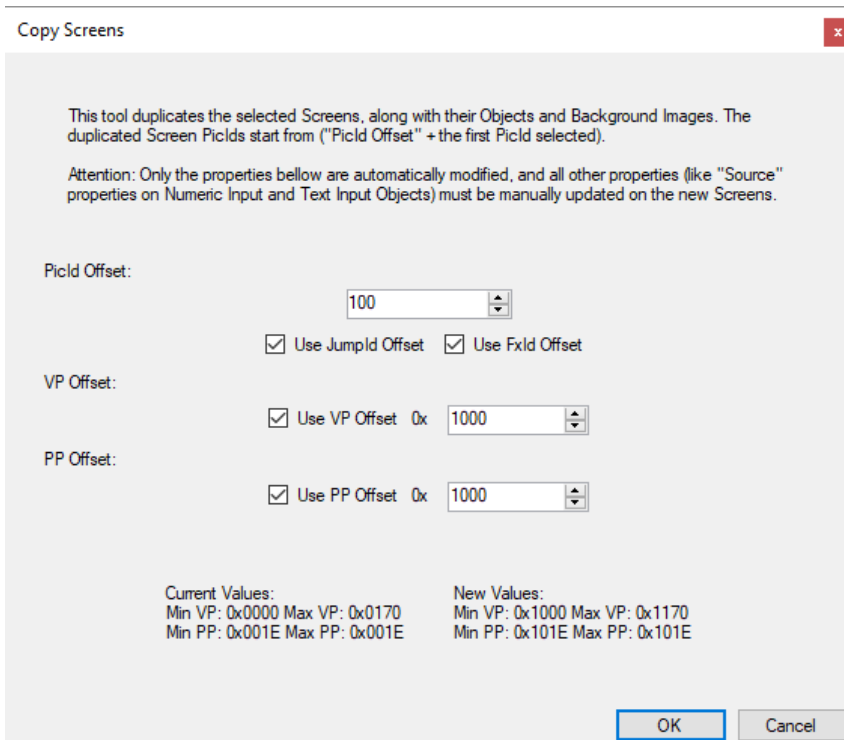 Copy Screens
x
This tool duplicates the selected Screens, along with their Objects and Background Images. The
duplicated Screen PicIds start from ("PicId Offset" + the first PicId selected).
Attention: Only the properties bellow are automatically modified, and all other properties (like "Source"
properties on Numeric Input and Text Input Objects) must be manually updated on the new Screens.
PicId Offset:
100
Use JumpId Offset Use FxId Offset
VP Offset:
Use VP Offset 0x 1000
PP Offset:
Use PP Offset 0x 1000
Current Values:
Min VP: 0x0000 Max VP: 0x0170
Min PP: 0x001E Max PP: 0x001E
New Values:
Min VP: 0x1000 Max VP: 0x1170
Min PP: 0x101E Max PP: 0x101E
OK Cancel